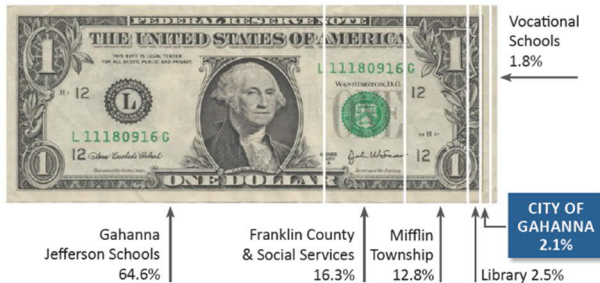 FEDERAL RESERVE NOTE
THE UNITED STATES OF AMERICA
THIS NOTE IS LEGAL TENDER
FOR ALL DEBTS, PUBLIC AND PRIVATE
L 11180916 G
WASHINGTON, D.C.
1
1
12
12
L
L 11180916 G
12
12
1
1
ONE DOLLAR
Vocational
Schools
1.8%
Gahanna
Jefferson Schools
64.6%
Franklin County
& Social Services
16.3%
Mifflin
Township
12.8%
Library 2.5%
CITY OF
GAHANNA
2.1%